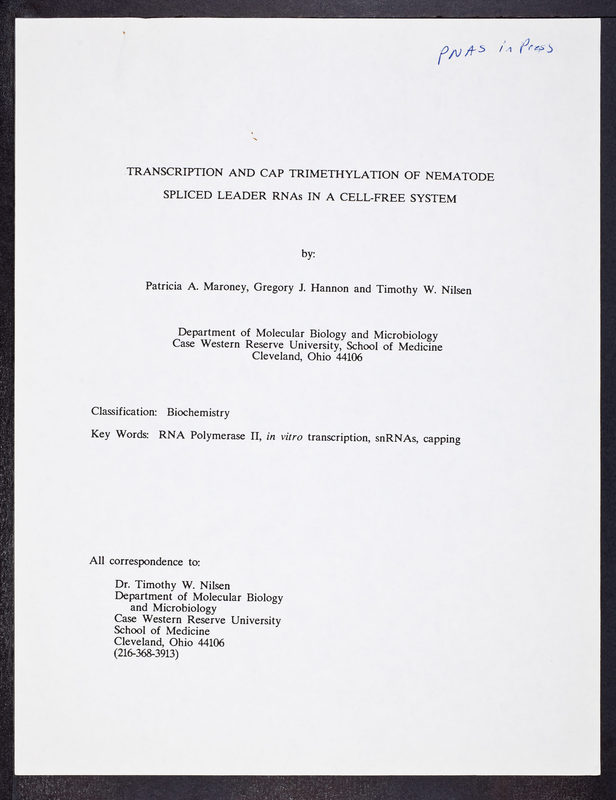 PNAS in Press
TRANSCRIPTION AND CAP TRIMETHYLATION OF NEMATODE
SPLICED LEADER RNAs IN A CELL-FREE SYSTEM
by:
Patricia A. Maroney, Gregory J. Hannon and Timothy W. Nilsen
Department of Molecular Biology and Microbiology
Case Western Reserve University, School of Medicine
Cleveland, Ohio 44106
Classification: Biochemistry
Key Words: RNA Polymerase II, in vitro transcription, snRNAs, capping
All correspondence to:
Dr. Timothy W. Nilsen
Department of Molecular Biology
and Microbiology
Case Western Reserve University
School of Medicine
Cleveland, Ohio 44106
(216-368-3913)